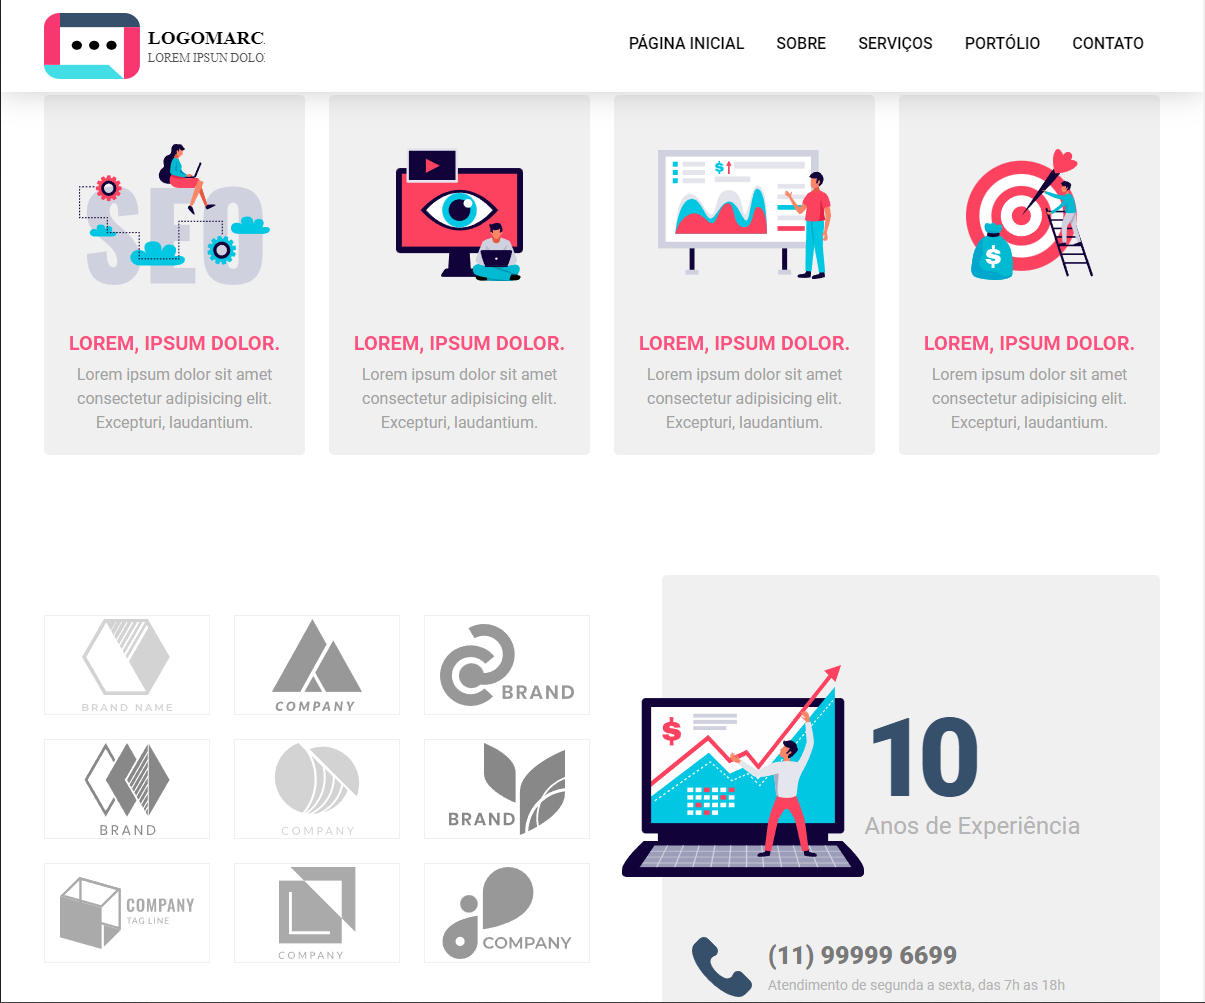 LOGOMARC
LOREM IPSUN DOLO
PÁGINA INICIAL SOBRE SERVIÇOS PORTÓLIO CONTATO
SEO
$
$
LOREM, IPSUM DOLOR.
Lorem ipsum dolor sit amet
consectetur adipisicing elit.
Excepturi, laudantium.
LOREM, IPSUM DOLOR.
Lorem ipsum dolor sit amet
consectetur adipisicing elit.
Excepturi, laudantium.
LOREM, IPSUM DOLOR.
Lorem ipsum dolor sit amet
consectetur adipisicing elit.
Excepturi, laudantium.
LOREM, IPSUM DOLOR.
Lorem ipsum dolor sit amet
consectetur adipisicing elit.
Excepturi, laudantium.
BRAND NAME
COMPANY
BRAND
BRAND
COMPANY
BRAND
COMPANY
TAG LINE
COMPANY
COMPANY
$
10
Anos de Experiência
(11) 99999 6699
Atendimento de segunda a sexta, das 7h as 18h